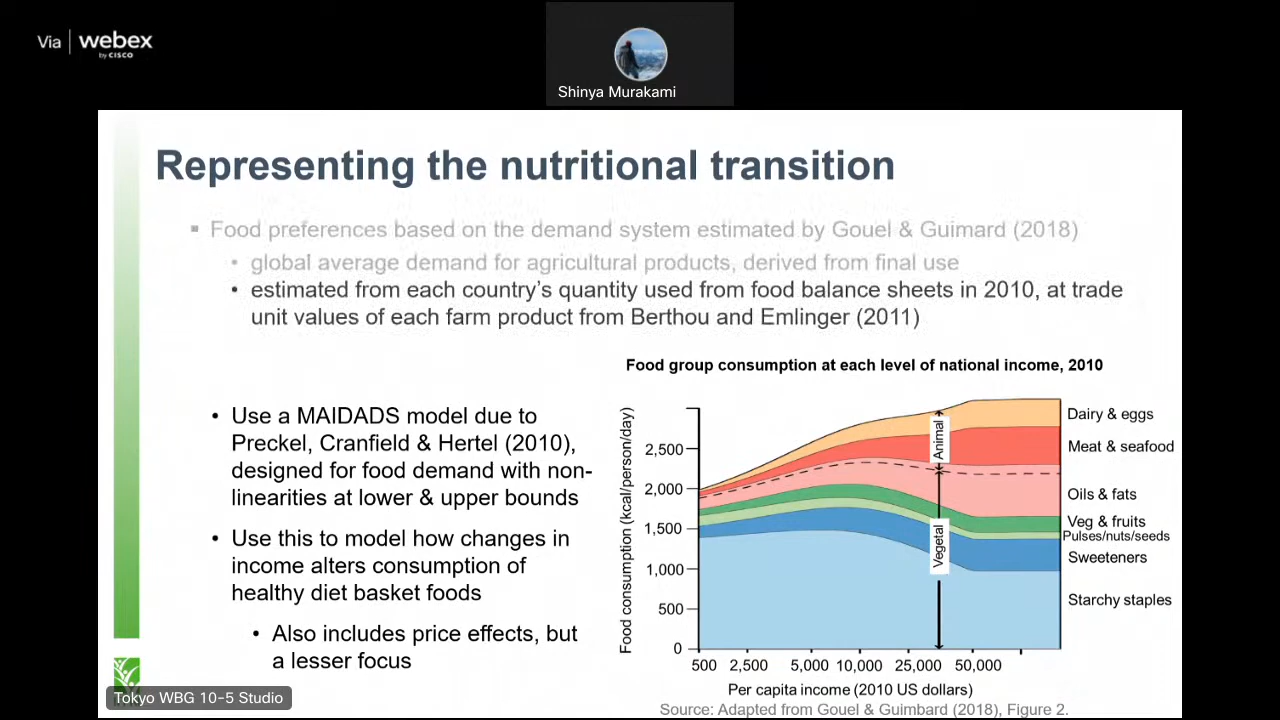 Via | webex
by CISCO
Shinya Murakami
Representing the nutritional transition
▪ Food preferences based on the demand system estimated by Gouel & Guimard (2018)
• global average demand for agricultural products, derived from final use
• estimated from each country's quantity used from food balance sheets in 2010, at trade
unit values of each farm product from Berthou and Emlinger (2011)
• Use a MAIDADS model due to
Preckel, Cranfield & Hertel (2010),
designed for food demand with non-
linearities at lower & upper bounds
• Use this to model how changes in
income alters consumption of
healthy diet basket foods
• Also includes price effects, but
a lesser focus
Food group consumption at each level of national income, 2010
Food consumption (kcal/person/day)
2,500
2,000
1,500
1,000
500
0
Animal
Vegetal
Dairy & eggs
Meat & seafood
Oils & fats
Veg & fruits
Pulses/nuts/seeds
Sweeteners
Starchy staples
500 2,500 5,000 10,000 25,000 50,000
Per capita income (2010 US dollars)
Source: Adapted from Gouel & Guimbard (2018), Figure 2.
Tokyo WBG 10-5 Studio